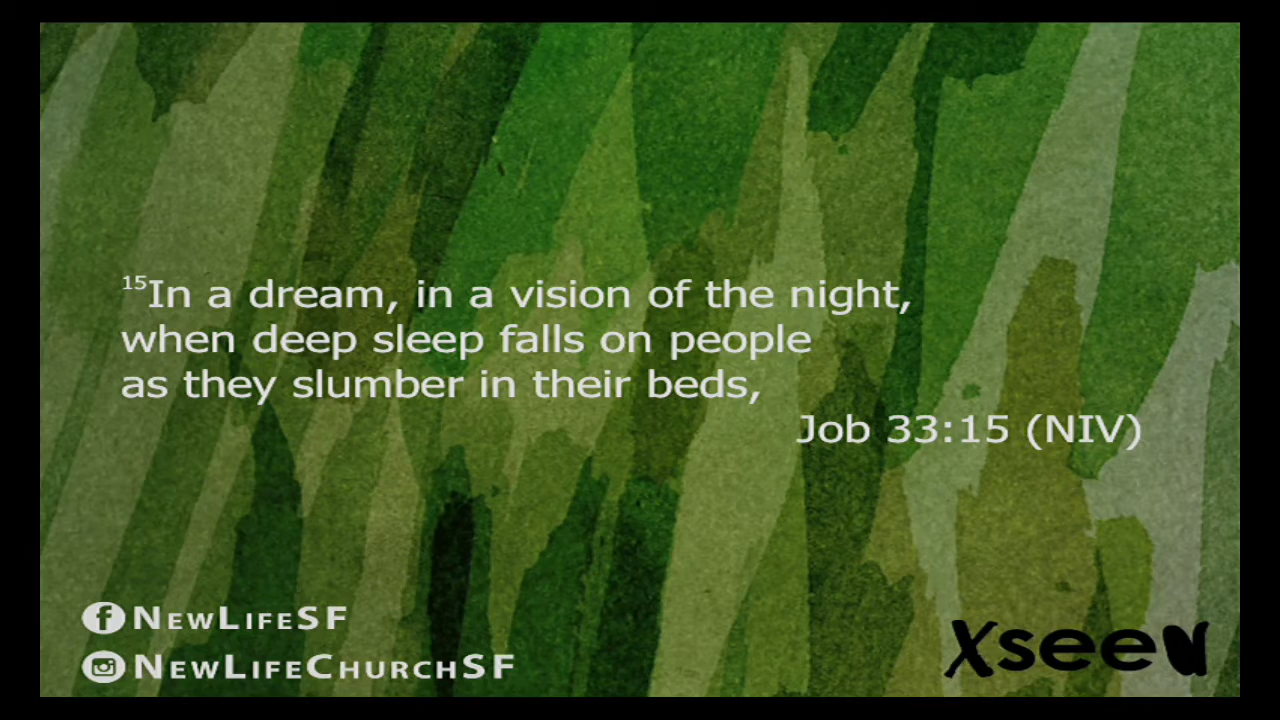 15In a dream, in a vision of the night,
when deep sleep falls on people
as they slumber in their beds,
Job 33:15 (NIV)
NEWLIFESF
NEWLIFECHURCHSF
Xseen